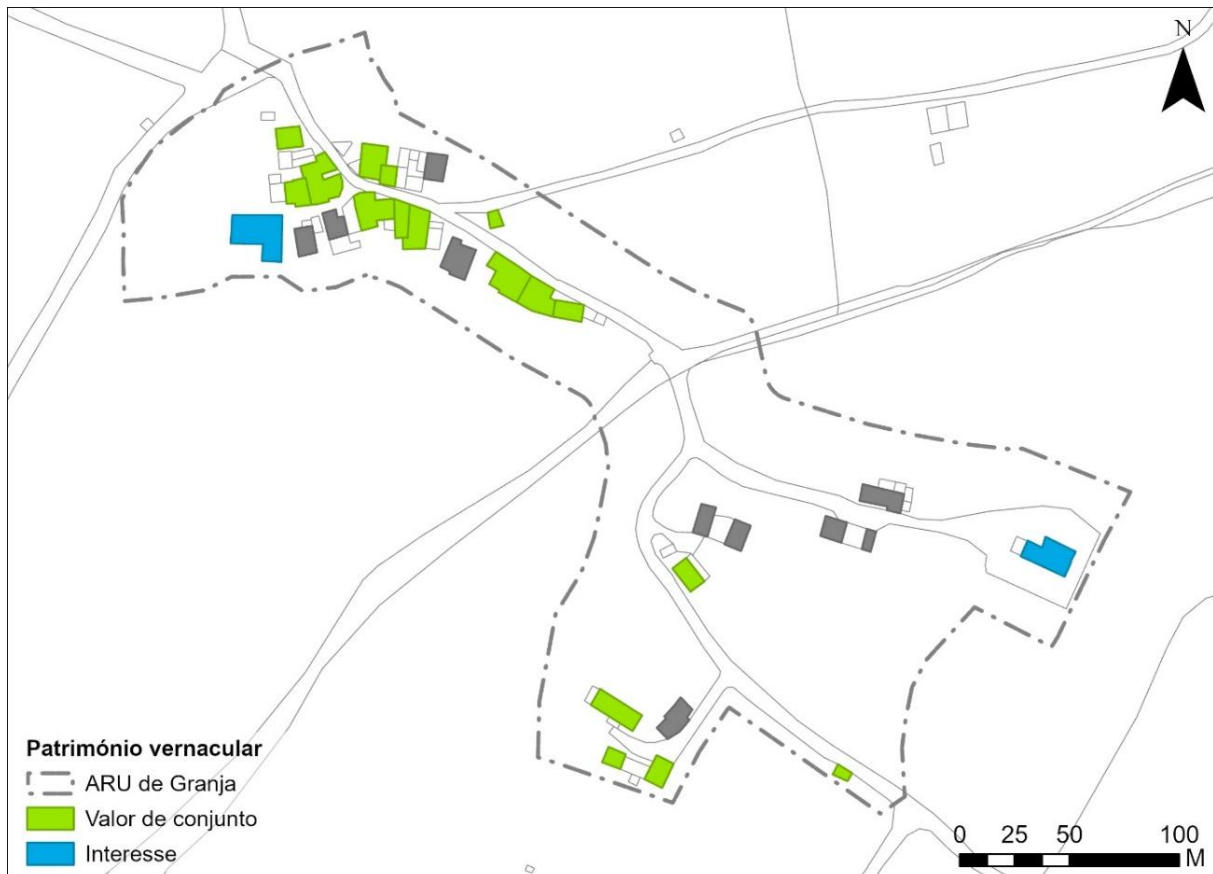 N
Património vernacular
ARU de Granja
Valor de conjunto
Interesse
0 25 50 100
M